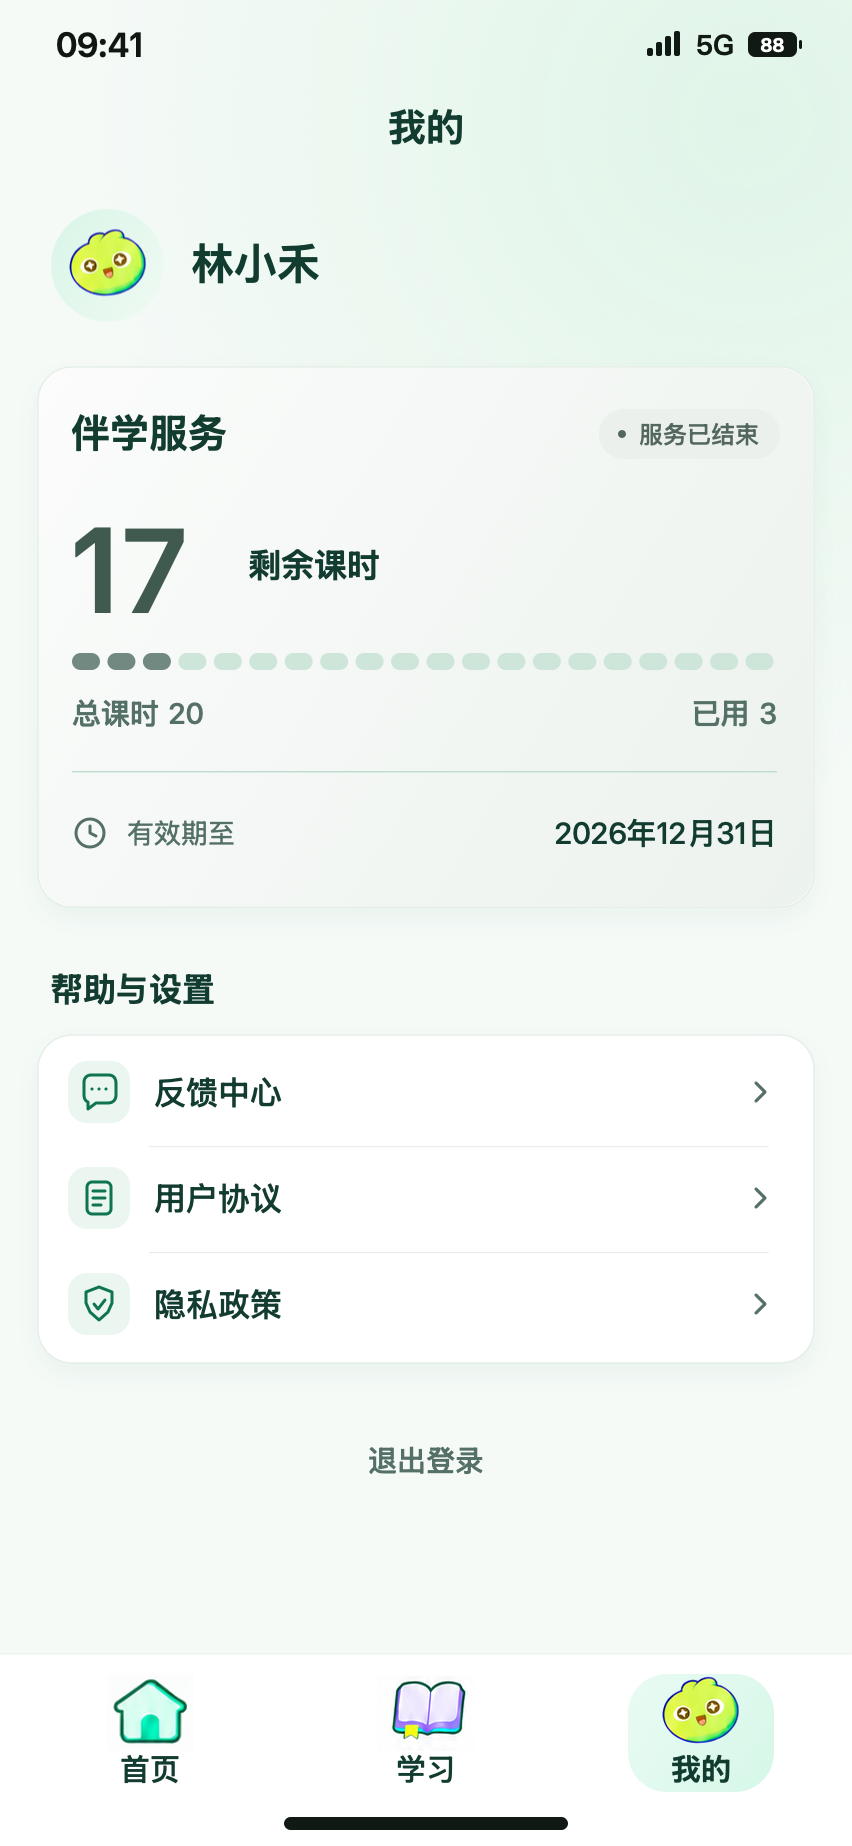 09:41 5G 88
我的
林小禾
伴学服务 • 服务已结束
17 剩余课时
总课时 20 已用 3
有效期至 2026年12月31日
帮助与设置
反馈中心
用户协议
隐私政策
退出登录
首页 学习 我的